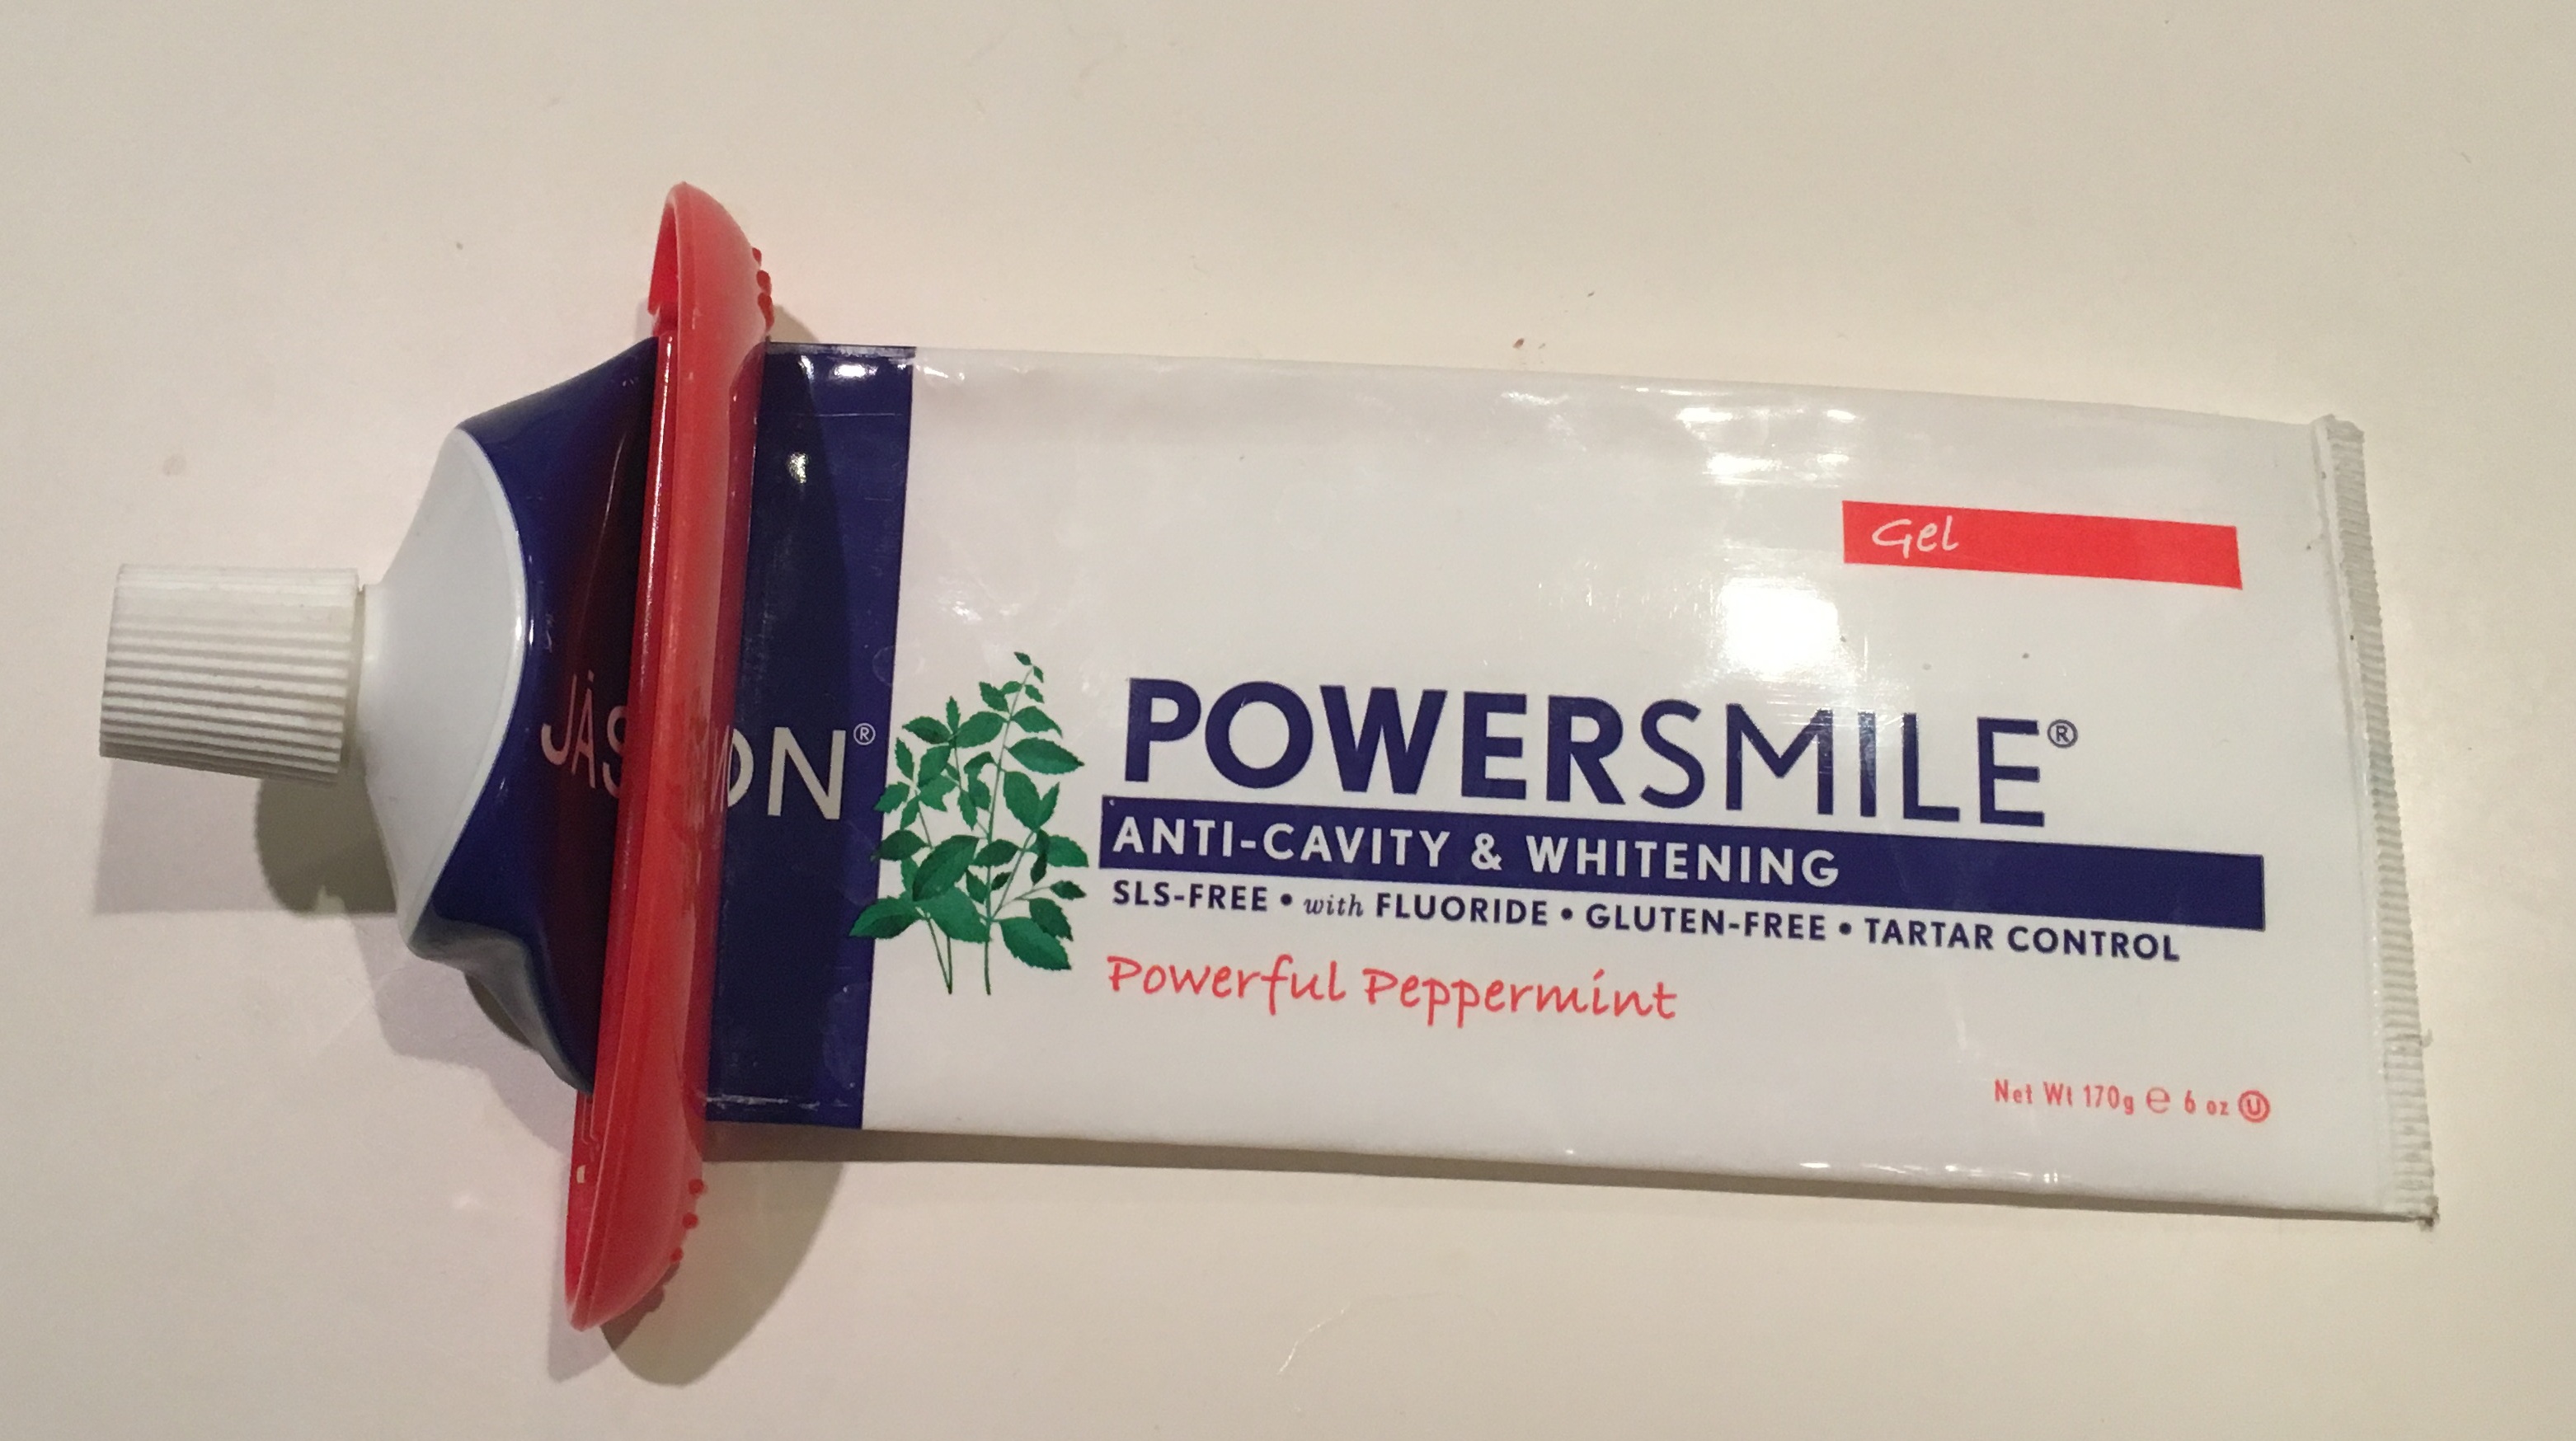 JĀSON®
Gel
POWERSMILE®
ANTI-CAVITY & WHITENING
SLS-FREE • with FLUORIDE • GLUTEN-FREE • TARTAR CONTROL
Powerful Peppermint
Net Wt 170g ℮ 6 oz Ⓤ